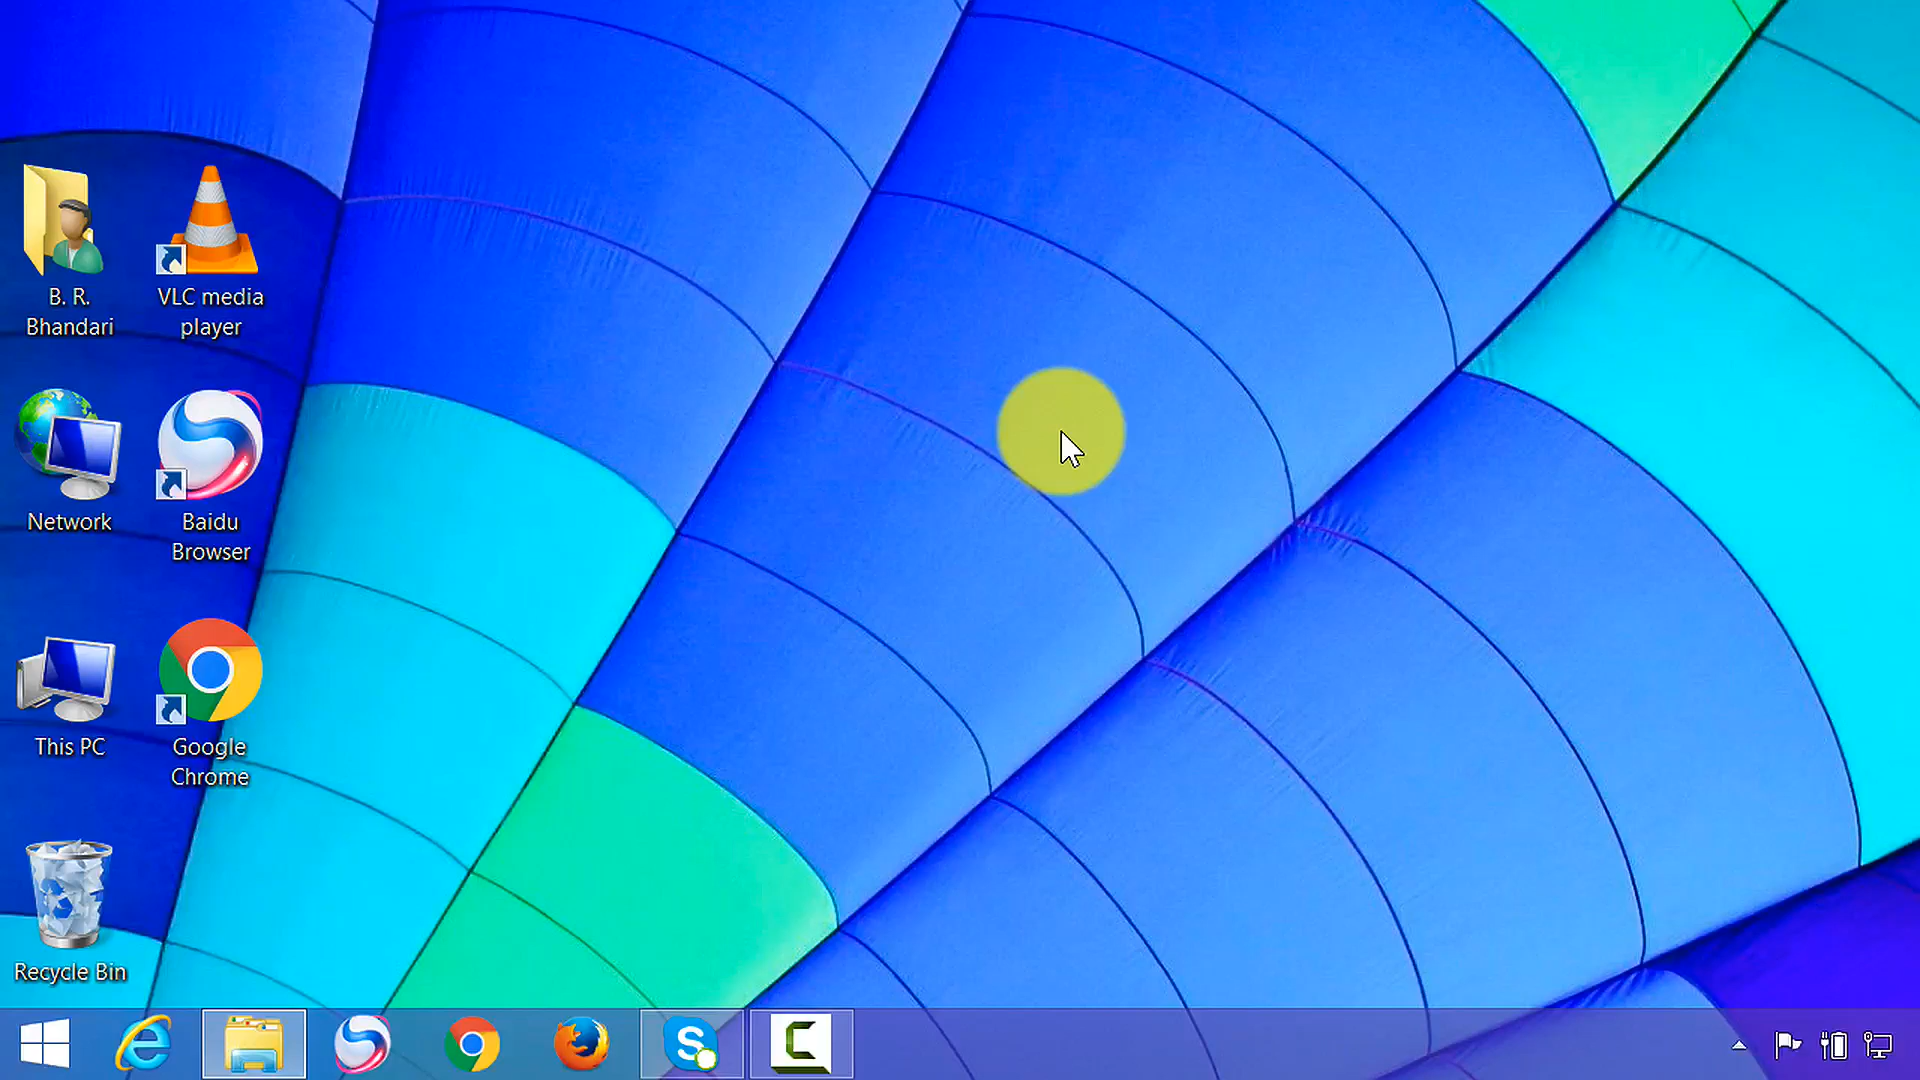 B. R.
Bhandari
VLC media
player
Network
Baidu
Browser
This PC
Google
Chrome
Recycle Bin